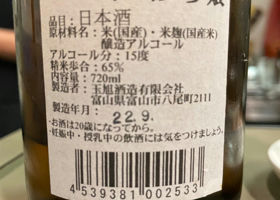 品目：日本酒
原材料名：米(国産)・米麹(国産米)
醸造アルコール
アルコール分：15度
精米歩合：65%
内容量：720ml
製造者：玉旭酒造有限会社
富山県富山市八尾町2111
製造年月：
22.9.
・お酒は20歳になってから。
・妊娠中・授乳中の飲酒には気をつけましょう。
4539381002533